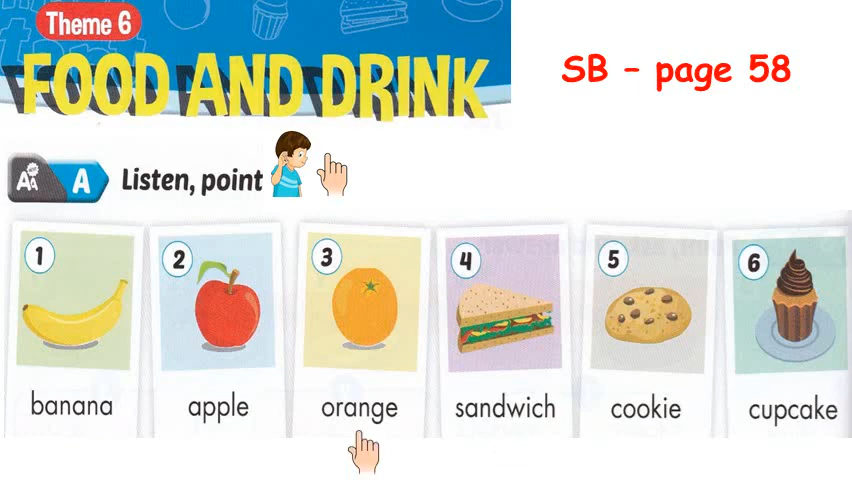 Theme 6
FOOD AND DRINK
SB – page 58
A Listen, point
1 2 3 4 5 6
banana apple orange sandwich cookie cupcake